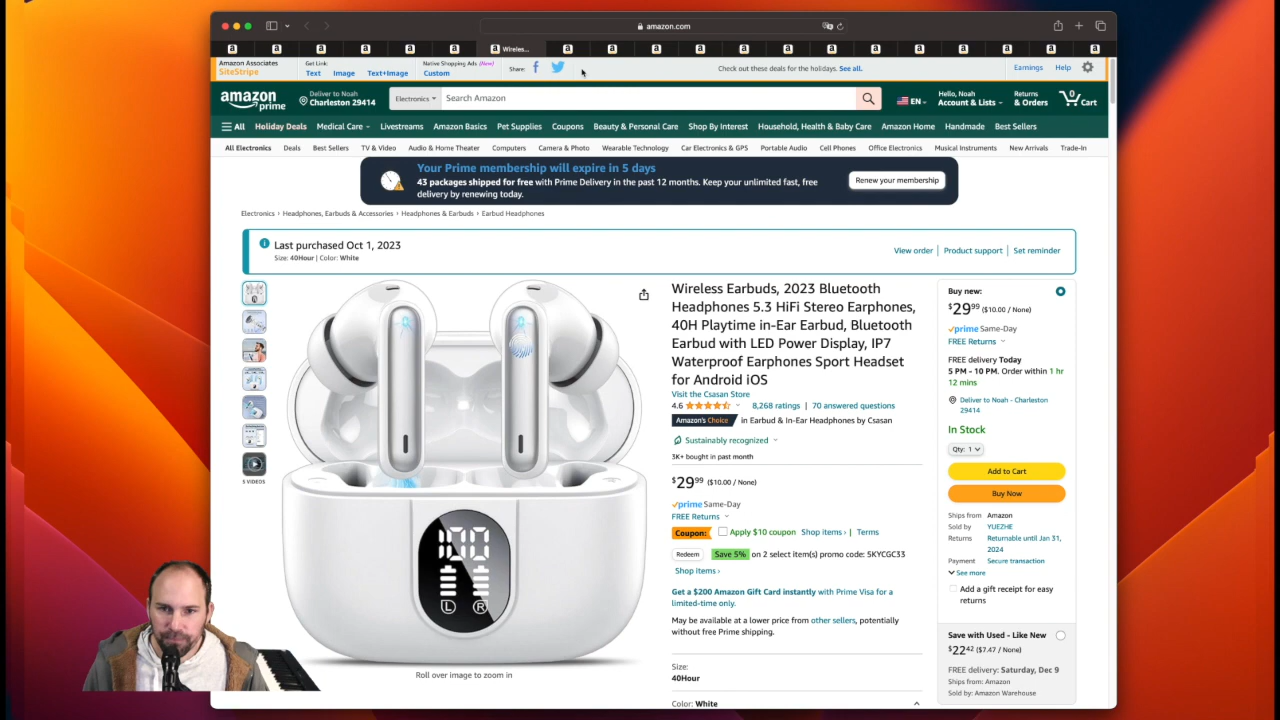 amazon.com
Wireless...
Amazon Associates
SiteStripe
Get Link:
Text Image Text+Image
Native Shopping Ads (New)
Custom
Share:
Check out these deals for the holidays. See all.
Earnings Help
amazon
prime
Deliver to Noah
Charleston 29414
Electronics
Search Amazon
EN
Hello, Noah
Account & Lists
Returns
& Orders
0
Cart
All Holiday Deals Medical Care Livestreams Amazon Basics Pet Supplies Coupons Beauty & Personal Care Shop By Interest Household, Health & Baby Care Amazon Home Handmade Best Sellers
All Electronics Deals Best Sellers TV & Video Audio & Home Theater Computers Camera & Photo Wearable Technology Car Electronics & GPS Portable Audio Cell Phones Office Electronics Musical Instruments New Arrivals Trade-In
Your Prime membership will expire in 5 days
43 packages shipped for free with Prime Delivery in the past 12 months. Keep your unlimited fast, free
delivery by renewing today.
Renew your membership
Electronics › Headphones, Earbuds & Accessories › Headphones & Earbuds › Earbud Headphones
Last purchased Oct 1, 2023
Size: 40Hour | Color: White
View order | Product support | Set reminder
100
L R
5 VIDEOS
Roll over image to zoom in
Wireless Earbuds, 2023 Bluetooth
Headphones 5.3 HiFi Stereo Earphones,
40H Playtime in-Ear Earbud, Bluetooth
Earbud with LED Power Display, IP7
Waterproof Earphones Sport Headset
for Android iOS
Visit the Csasan Store
4.6 8,268 ratings | 70 answered questions
Amazon's Choice in Earbud & In-Ear Headphones by Csasan
Sustainably recognized
3K+ bought in past month
$29⁹⁹ ($10.00 / None)
prime Same-Day
FREE Returns
Coupon: Apply $10 coupon Shop items › | Terms
Redeem Save 5% on 2 select item(s) promo code: 5KYCGC33
Shop items ›
Get a $200 Amazon Gift Card instantly with Prime Visa for a
limited-time only.
May be available at a lower price from other sellers, potentially
without free Prime shipping.
Size:
40Hour
Color: White
Buy new:
$29⁹⁹ ($10.00 / None)
prime Same-Day
FREE Returns
FREE delivery Today
5 PM - 10 PM. Order within 1 hr
12 mins
Deliver to Noah - Charleston
29414
In Stock
Qty: 1
Add to Cart
Buy Now
Ships from Amazon
Sold by YUEZHE
Returns Returnable until Jan 31,
2024
Payment Secure transaction
See more
Add a gift receipt for easy
returns
Save with Used - Like New
$22⁴² ($7.47 / None)
FREE delivery: Saturday, Dec 9
Ships from: Amazon
Sold by: Amazon Warehouse